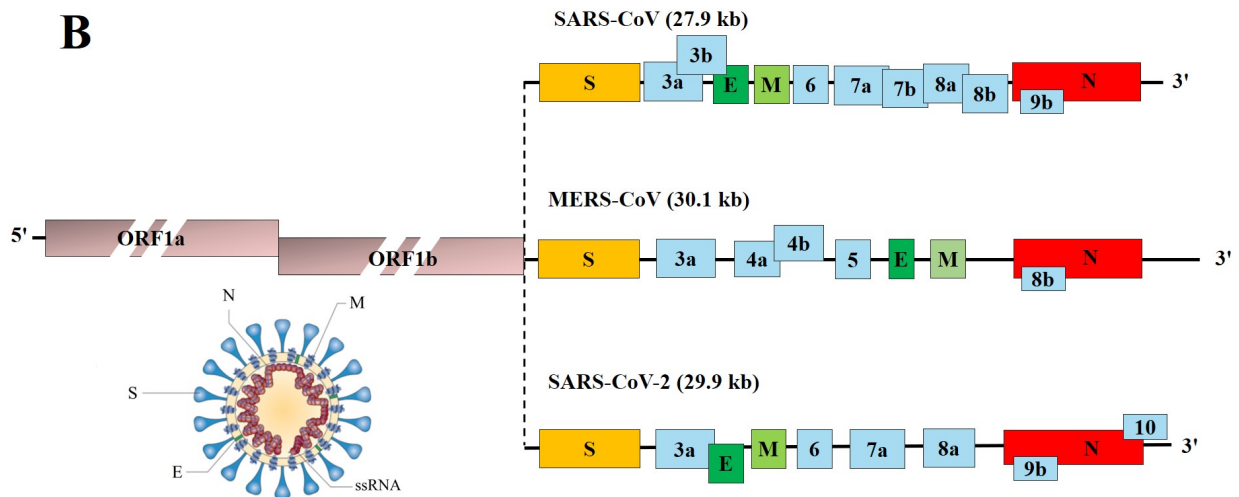 B
SARS-CoV (27.9 kb)
S 3a 3b E M 6 7a 7b 8a 8b 9b N 3'
MERS-CoV (30.1 kb)
5' ORF1a ORF1b
S 3a 4a 4b 5 E M 8b N 3'
SARS-CoV-2 (29.9 kb)
S 3a E M 6 7a 8a 9b N 10 3'
N
M
S
E
ssRNA